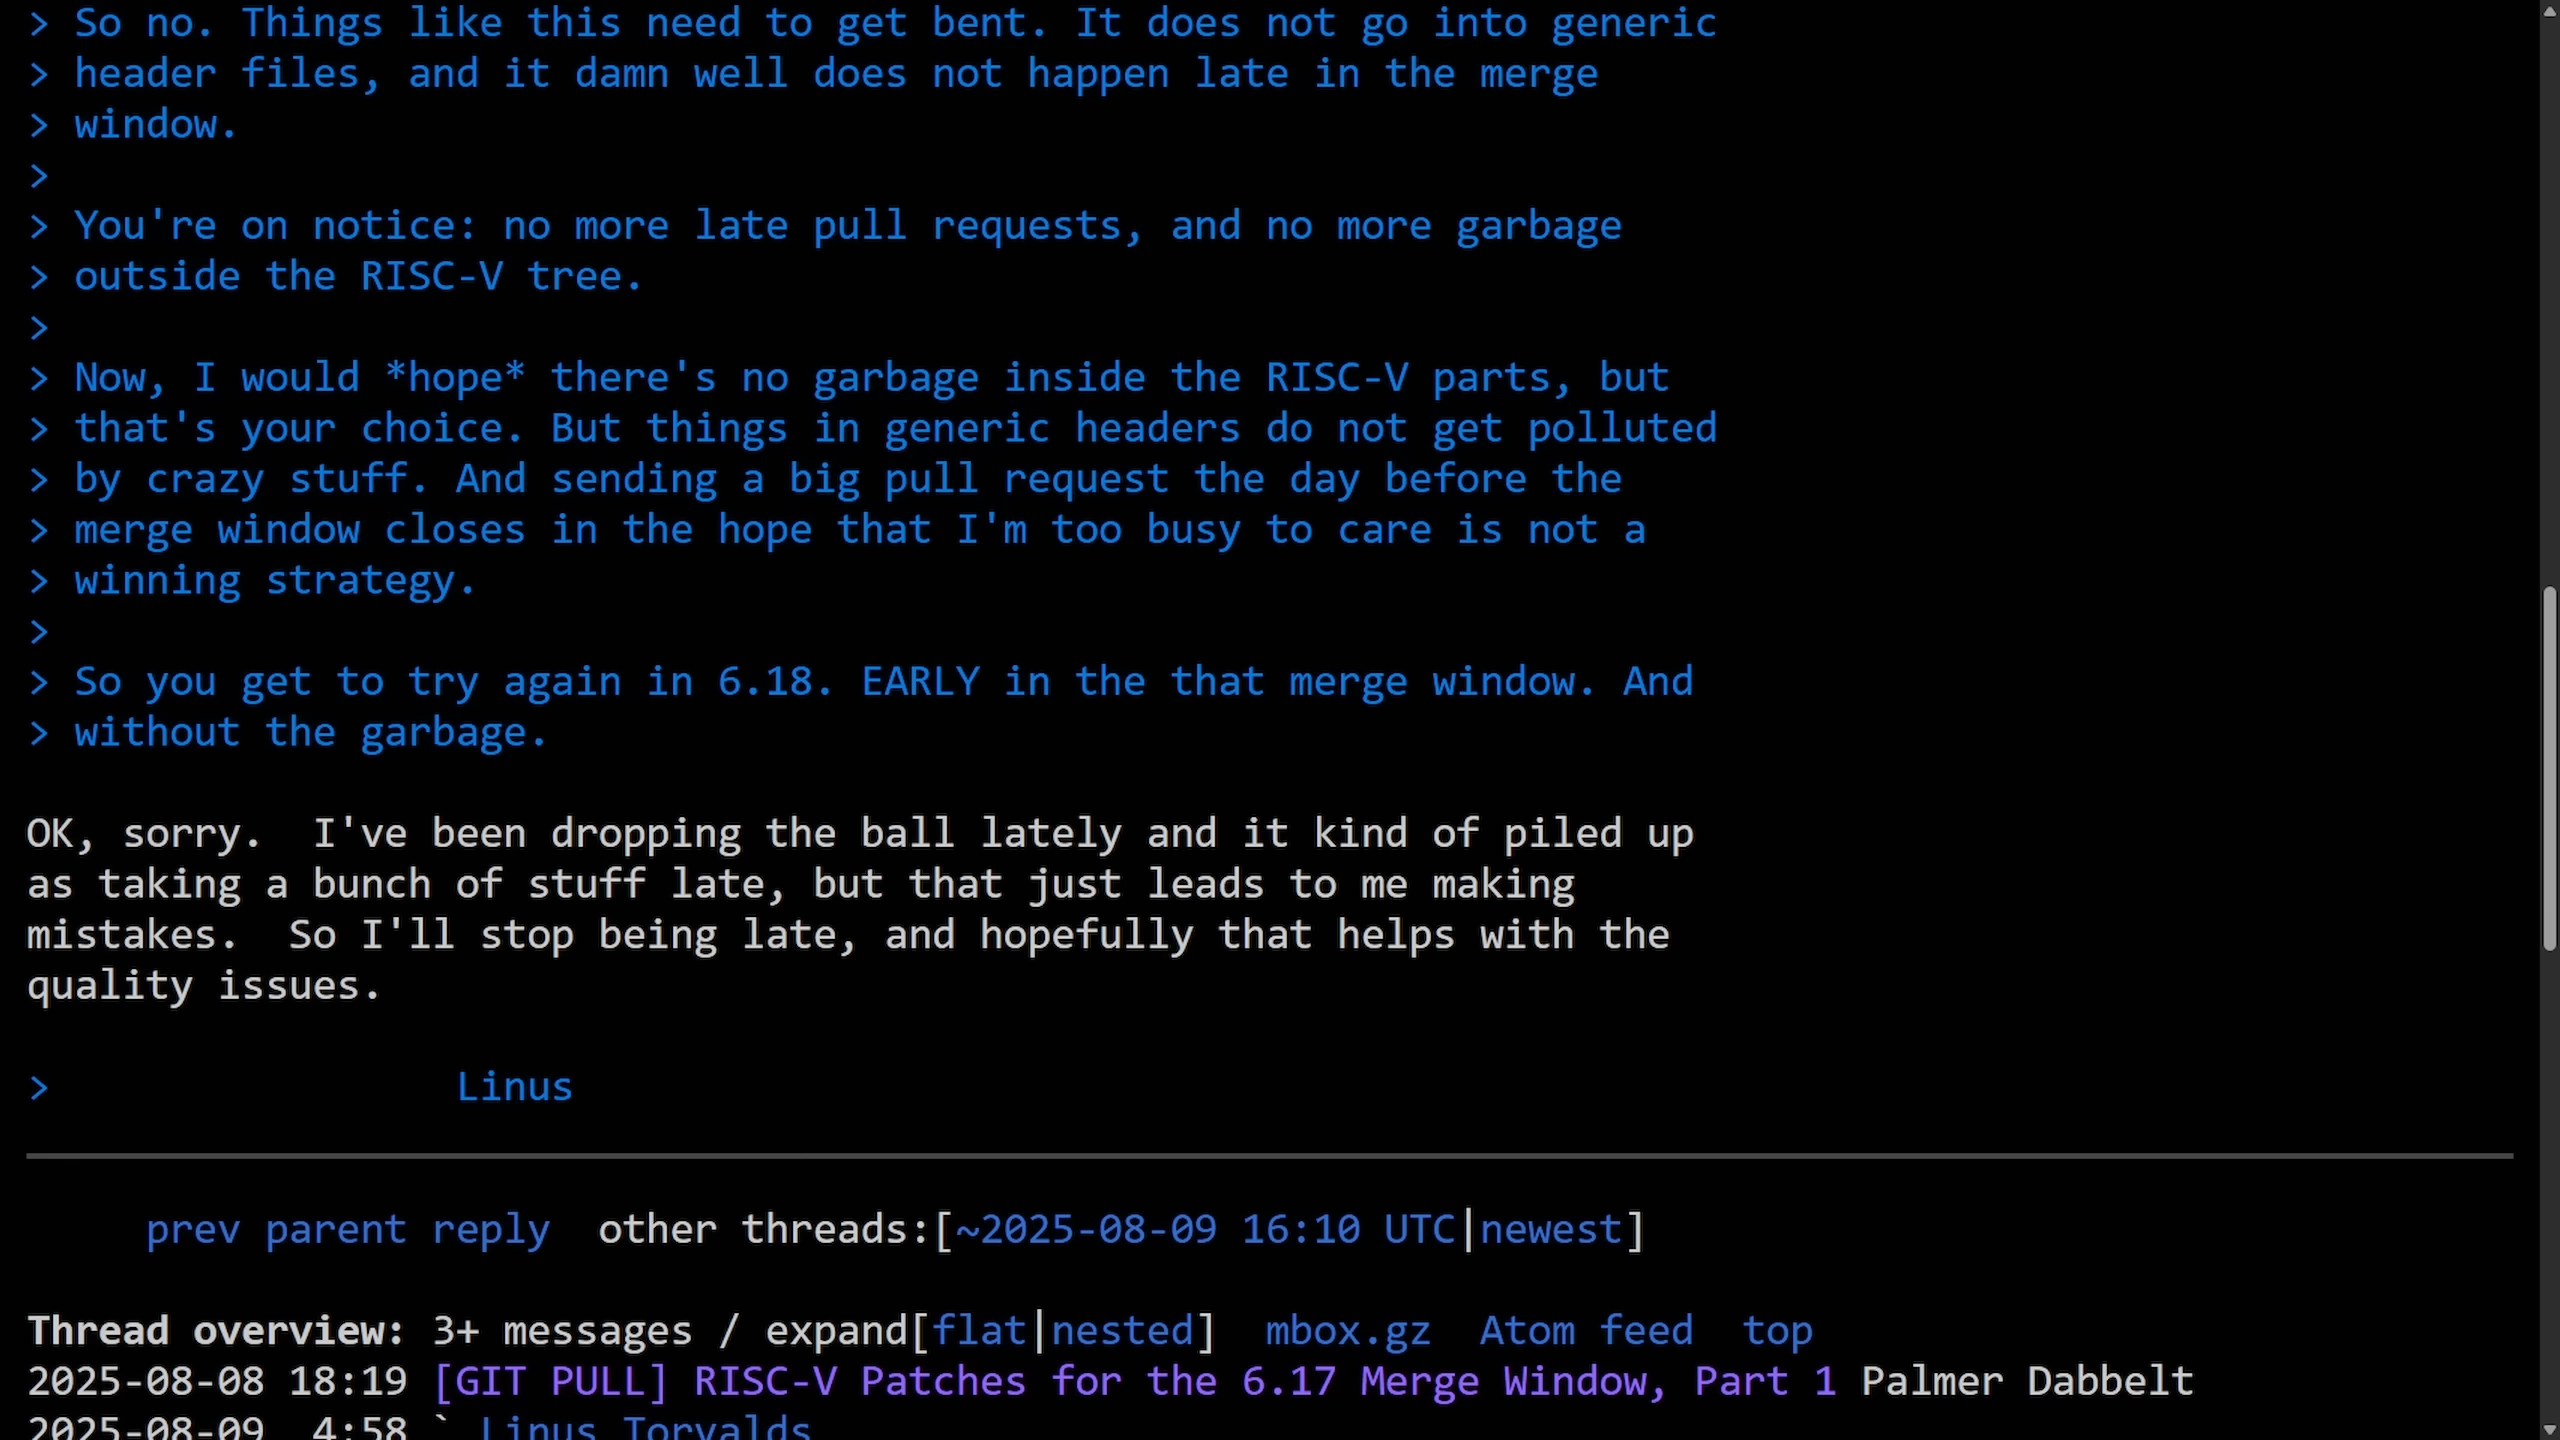 > So no. Things like this need to get bent. It does not go into generic
> header files, and it damn well does not happen late in the merge
> window.
>
> You're on notice: no more late pull requests, and no more garbage
> outside the RISC-V tree.
>
> Now, I would *hope* there's no garbage inside the RISC-V parts, but
> that's your choice. But things in generic headers do not get polluted
> by crazy stuff. And sending a big pull request the day before the
> merge window closes in the hope that I'm too busy to care is not a
> winning strategy.
>
> So you get to try again in 6.18. EARLY in the that merge window. And
> without the garbage.
OK, sorry.  I've been dropping the ball lately and it kind of piled up
as taking a bunch of stuff late, but that just leads to me making
mistakes.  So I'll stop being late, and hopefully that helps with the
quality issues.
>                 Linus
prev parent reply  other threads:[~2025-08-09 16:10 UTC|newest]
Thread overview: 3+ messages / expand[flat|nested]  mbox.gz  Atom feed  top
2025-08-08 18:19 [GIT PULL] RISC-V Patches for the 6.17 Merge Window, Part 1 Palmer Dabbelt
2025-08-09  4:58 ` Linus Torvalds